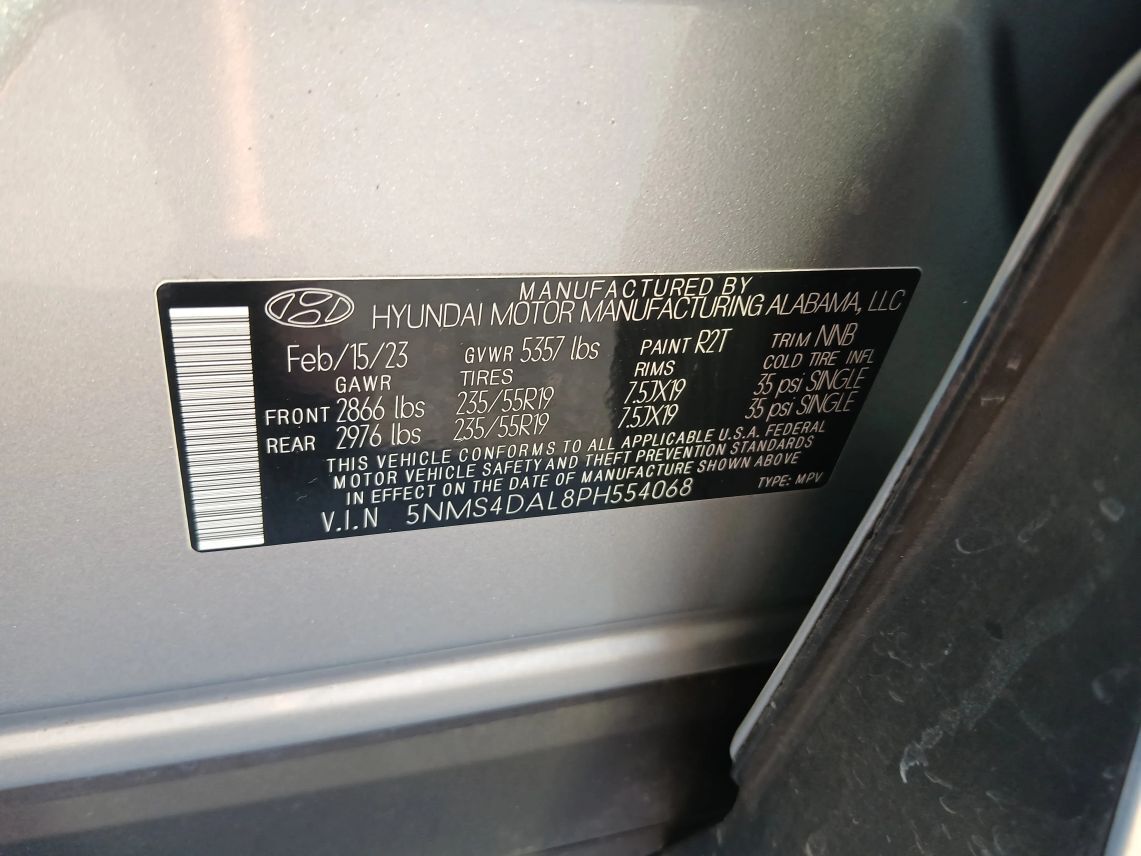 MANUFACTURED BY
HYUNDAI MOTOR MANUFACTURING ALABAMA, LLC
Feb/15/23 GVWR 5357 lbs PAINT R2T TRIM NNB
GAWR TIRES RIMS COLD TIRE INFL
FRONT 2866 lbs 235/55R19 7.5JX19 35 psi SINGLE
REAR 2976 lbs 235/55R19 7.5JX19 35 psi SINGLE
THIS VEHICLE CONFORMS TO ALL APPLICABLE U.S.A. FEDERAL
MOTOR VEHICLE SAFETY AND THEFT PREVENTION STANDARDS
IN EFFECT ON THE DATE OF MANUFACTURE SHOWN ABOVE
V.I.N 5NMS4DAL8PH554068 TYPE: MPV